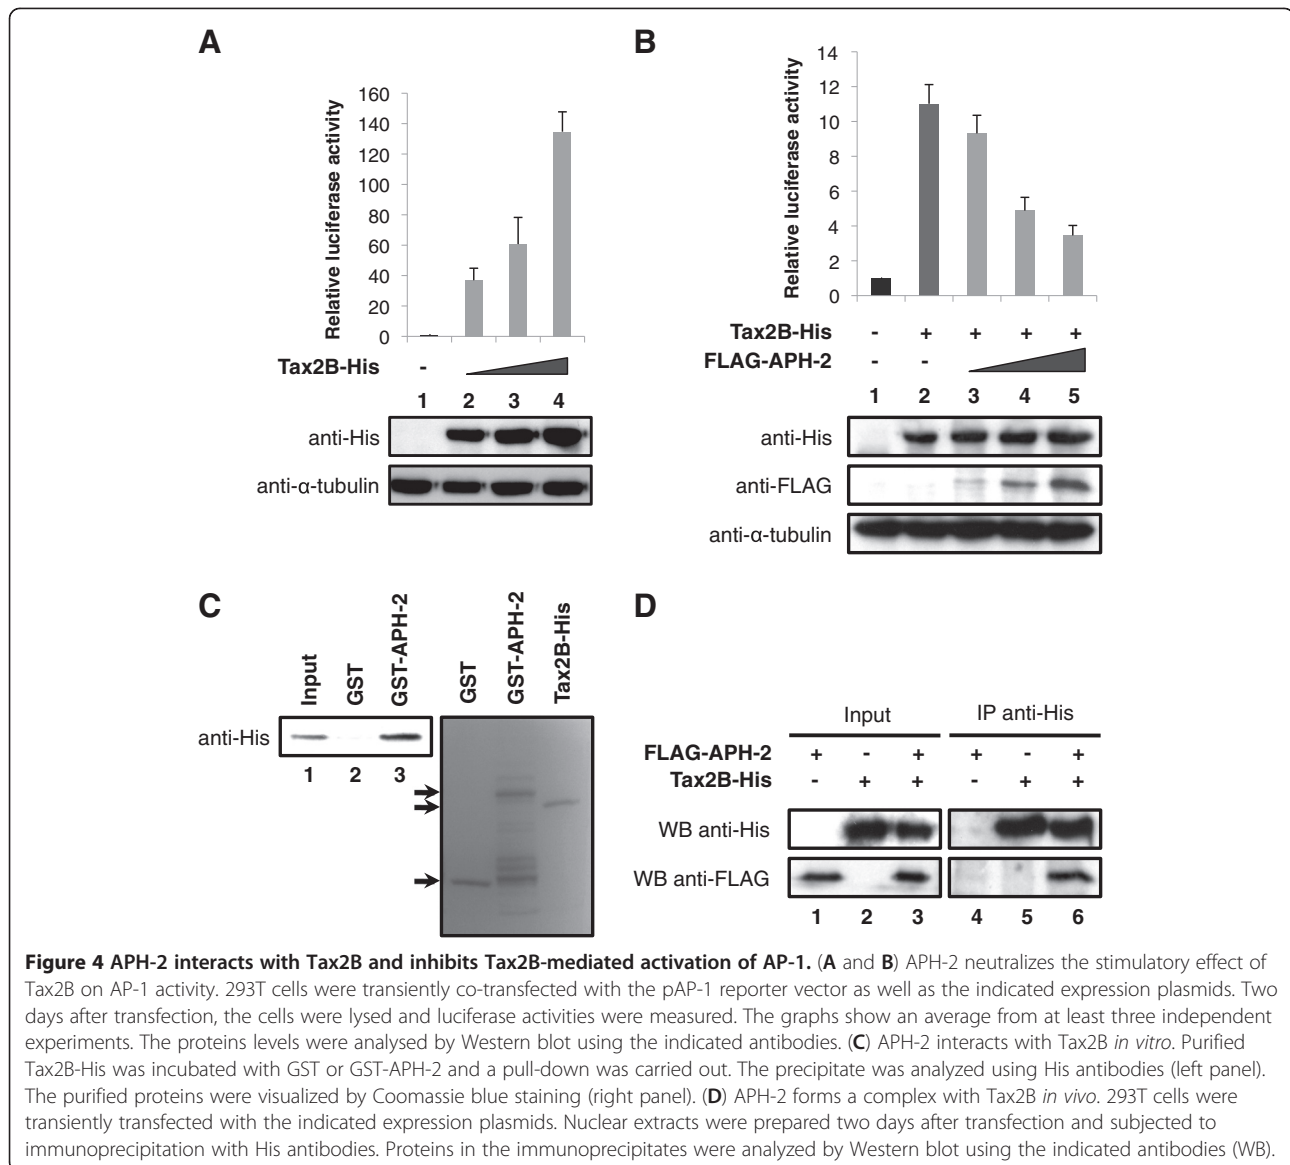 A
Relative luciferase activity
160
140
120
100
80
60
40
20
0
Tax2B-His -
1 2 3 4
anti-His
anti-α-tubulin
B
Relative luciferase activity
14
12
10
8
6
4
2
0
Tax2B-His - + + + +
FLAG-APH-2 - -
1 2 3 4 5
anti-His
anti-FLAG
anti-α-tubulin
C
Input GST GST-APH-2
anti-His
1 2 3
GST GST-APH-2 Tax2B-His
D
Input IP anti-His
FLAG-APH-2 + - + + - +
Tax2B-His - + + - + +
WB anti-His
WB anti-FLAG
1 2 3 4 5 6
Figure 4 APH-2 interacts with Tax2B and inhibits Tax2B-mediated activation of AP-1. (A and B) APH-2 neutralizes the stimulatory effect of
Tax2B on AP-1 activity. 293T cells were transiently co-transfected with the pAP-1 reporter vector as well as the indicated expression plasmids. Two
days after transfection, the cells were lysed and luciferase activities were measured. The graphs show an average from at least three independent
experiments. The proteins levels were analysed by Western blot using the indicated antibodies. (C) APH-2 interacts with Tax2B in vitro. Purified
Tax2B-His was incubated with GST or GST-APH-2 and a pull-down was carried out. The precipitate was analyzed using His antibodies (left panel).
The purified proteins were visualized by Coomassie blue staining (right panel). (D) APH-2 forms a complex with Tax2B in vivo. 293T cells were
transiently transfected with the indicated expression plasmids. Nuclear extracts were prepared two days after transfection and subjected to
immunoprecipitation with His antibodies. Proteins in the immunoprecipitates were analyzed by Western blot using the indicated antibodies (WB).